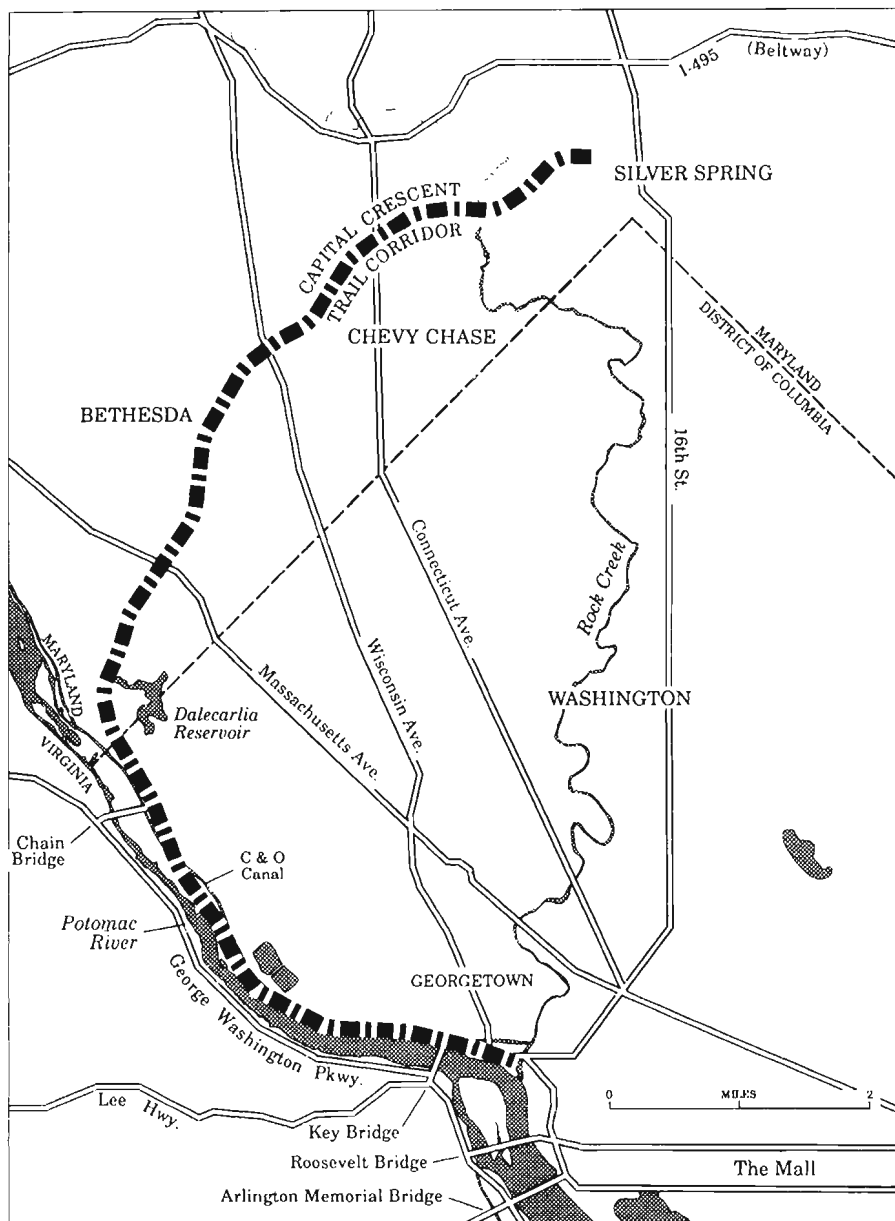 I-495
(Beltway)
SILVER SPRING
CAPITAL CRESCENT
TRAIL CORRIDOR
CHEVY CHASE
MARYLAND
DISTRICT OF COLUMBIA
BETHESDA
16th St.
Connecticut Ave.
Rock Creek
MARYLAND
VIRGINIA
Dalecarlia
Reservoir
Massachusetts Ave.
Wisconsin Ave.
WASHINGTON
Chain
Bridge
C & O
Canal
Potomac
River
GEORGETOWN
George Washington Pkwy.
0 MILES 2
Lee Hwy.
Key Bridge
Roosevelt Bridge
The Mall
Arlington Memorial Bridge